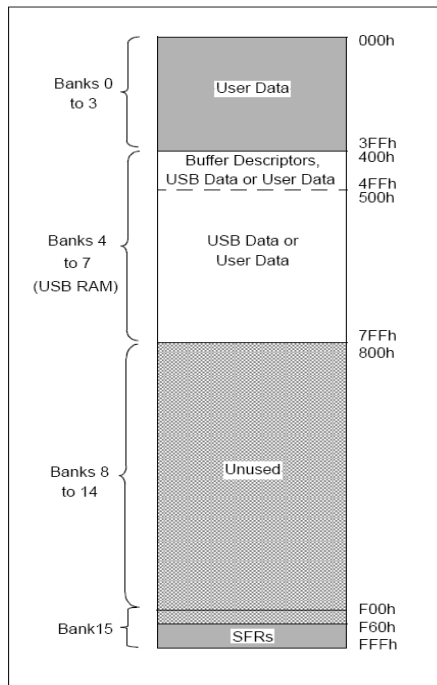 000h
Banks 0
to 3
User Data
3FFh
400h
Buffer Descriptors,
USB Data or User Data
4FFh
500h
Banks 4
to 7
(USB RAM)
USB Data or
User Data
7FFh
800h
Banks 8
to 14
Unused
F00h
Bank15
F60h
SFRs
FFFh